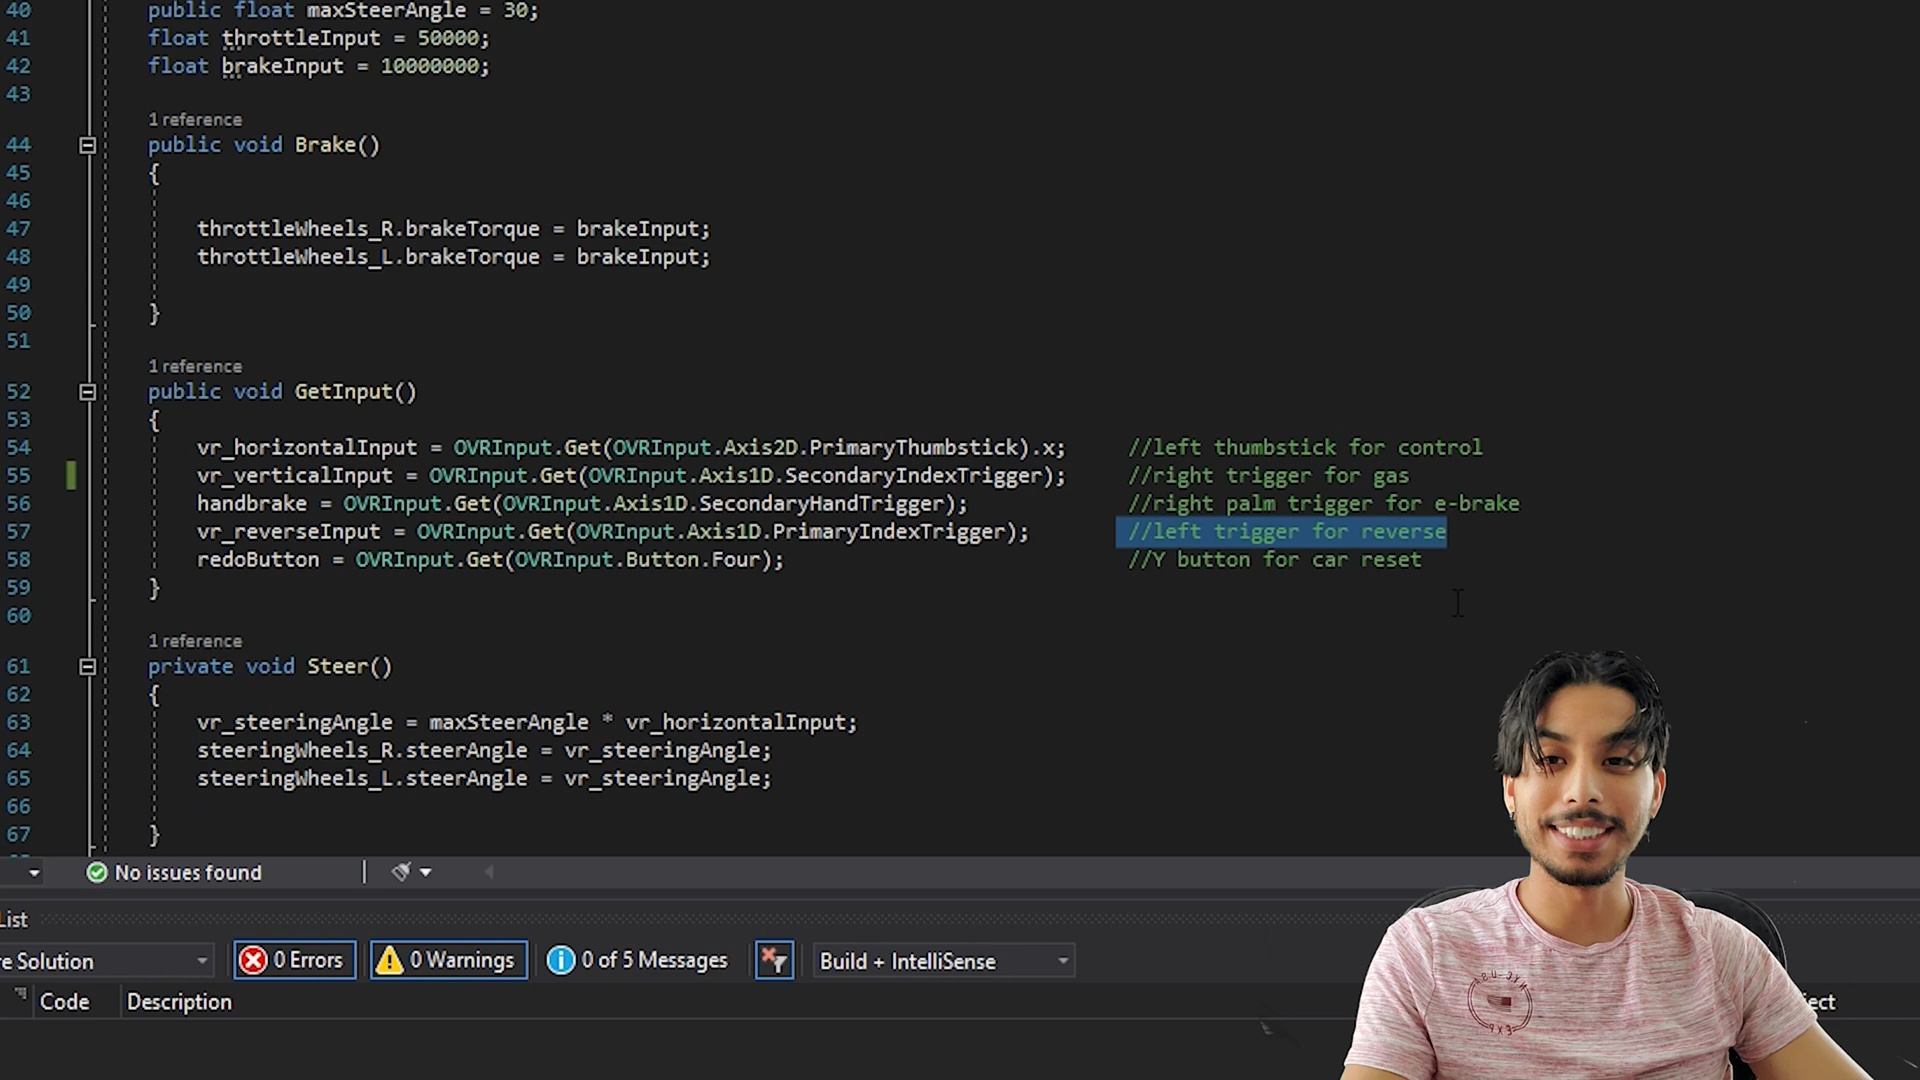 40 public float maxSteerAngle = 30;
41 float throttleInput = 50000;
42 float brakeInput = 10000000;
43
1 reference
44 public void Brake()
45 {
46
47 throttleWheels_R.brakeTorque = brakeInput;
48 throttleWheels_L.brakeTorque = brakeInput;
49
50 }
51
1 reference
52 public void GetInput()
53 {
54 vr_horizontalInput = OVRInput.Get(OVRInput.Axis2D.PrimaryThumbstick).x; //left thumbstick for control
55 vr_verticalInput = OVRInput.Get(OVRInput.Axis1D.SecondaryIndexTrigger); //right trigger for gas
56 handbrake = OVRInput.Get(OVRInput.Axis1D.SecondaryHandTrigger); //right palm trigger for e-brake
57 vr_reverseInput = OVRInput.Get(OVRInput.Axis1D.PrimaryIndexTrigger); //left trigger for reverse
58 redoButton = OVRInput.Get(OVRInput.Button.Four); //Y button for car reset
59 }
60
1 reference
61 private void Steer()
62 {
63 vr_steeringAngle = maxSteerAngle * vr_horizontalInput;
64 steeringWheels_R.steerAngle = vr_steeringAngle;
65 steeringWheels_L.steerAngle = vr_steeringAngle;
66
67 }
No issues found
List
e Solution 0 Errors 0 Warnings 0 of 5 Messages Build + IntelliSense
Code Description ect